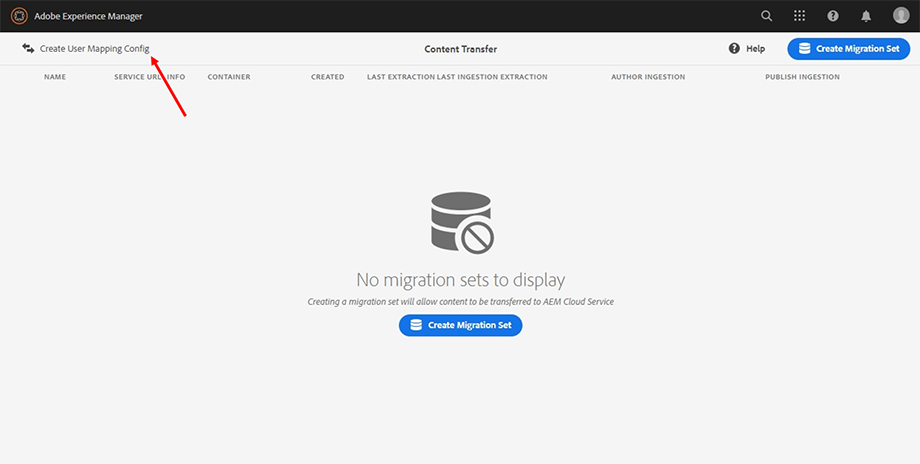 Adobe Experience Manager
Create User Mapping Config
Content Transfer
Help
Create Migration Set
NAME SERVICE URL INFO CONTAINER CREATED LAST EXTRACTION LAST INGESTION EXTRACTION AUTHOR INGESTION PUBLISH INGESTION
No migration sets to display
Creating a migration set will allow content to be transferred to AEM Cloud Service
Create Migration Set